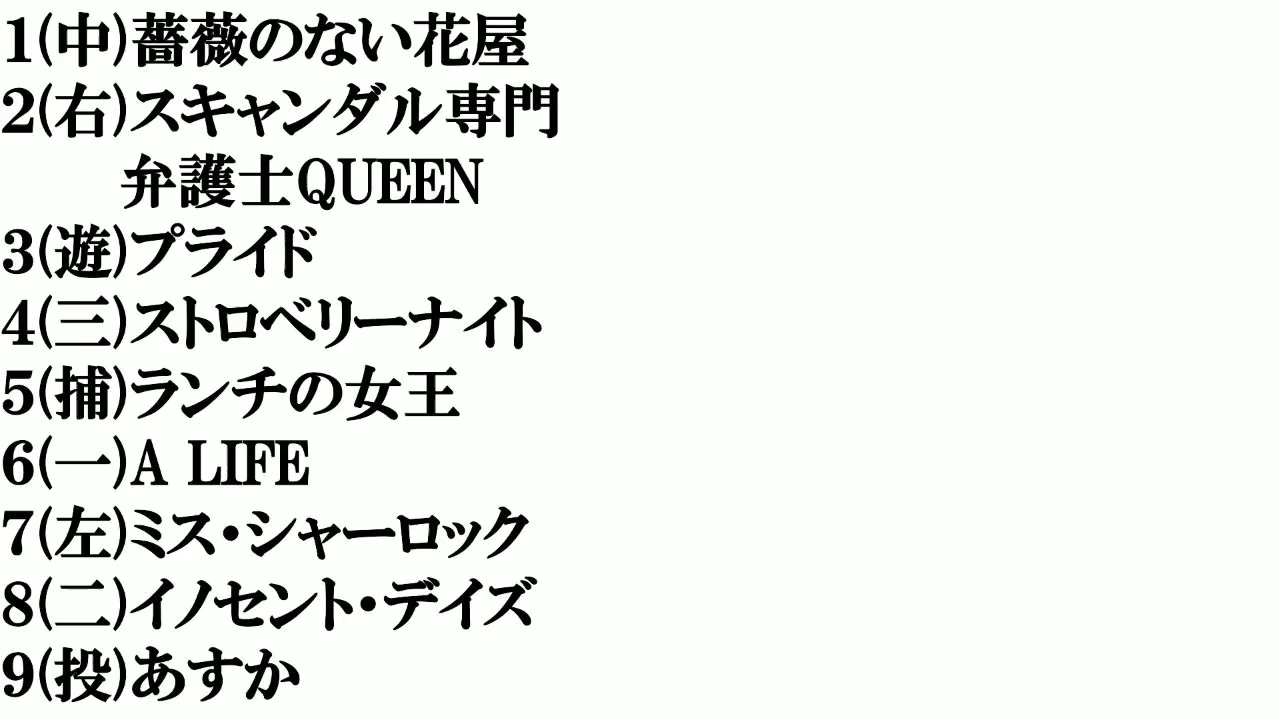 1(中)薔薇のない花屋
2(右)スキャンダル専門
弁護士QUEEN
3(遊)プライド
4(三)ストロベリーナイト
5(捕)ランチの女王
6(一)A LIFE
7(左)ミス・シャーロック
8(二)イノセント・デイズ
9(投)あすか